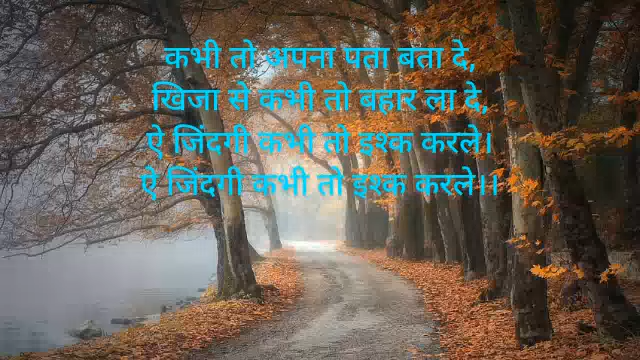 कभी तो अपना पता बता दे,
खिजा से कभी तो बहार ला दे,
ऐ जिंदगी कभी तो इश्क करले।
ऐ जिंदगी कभी तो इश्क करले।।